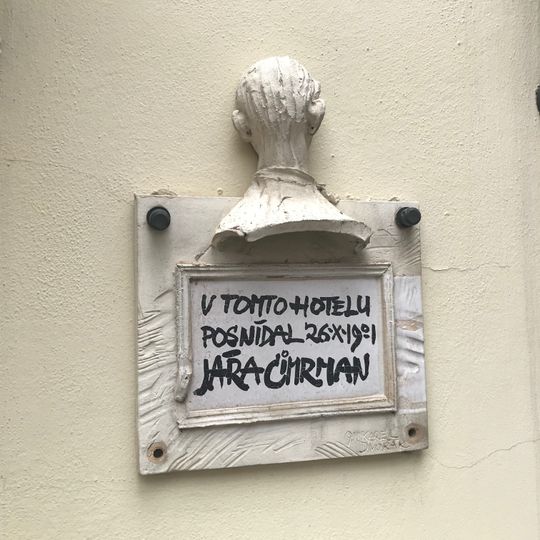 V TOMTO HOTELU
POSNÍDAL 26·X·1901
JÁRA CIMRMAN